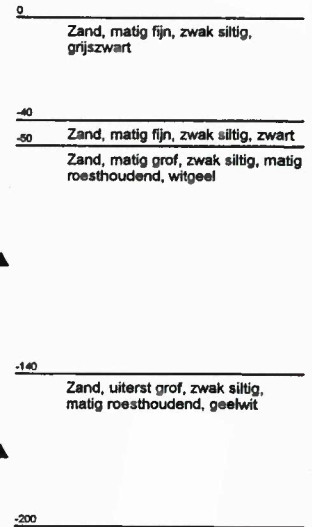 0
Zand, matig fijn, zwak siltig,
grijszwart
-40
-50
Zand, matig fijn, zwak siltig, zwart
Zand, matig grof, zwak siltig, matig
roesthoudend, witgeel
-140
Zand, uiterst grof, zwak siltig,
matig roesthoudend, geelwit
-200